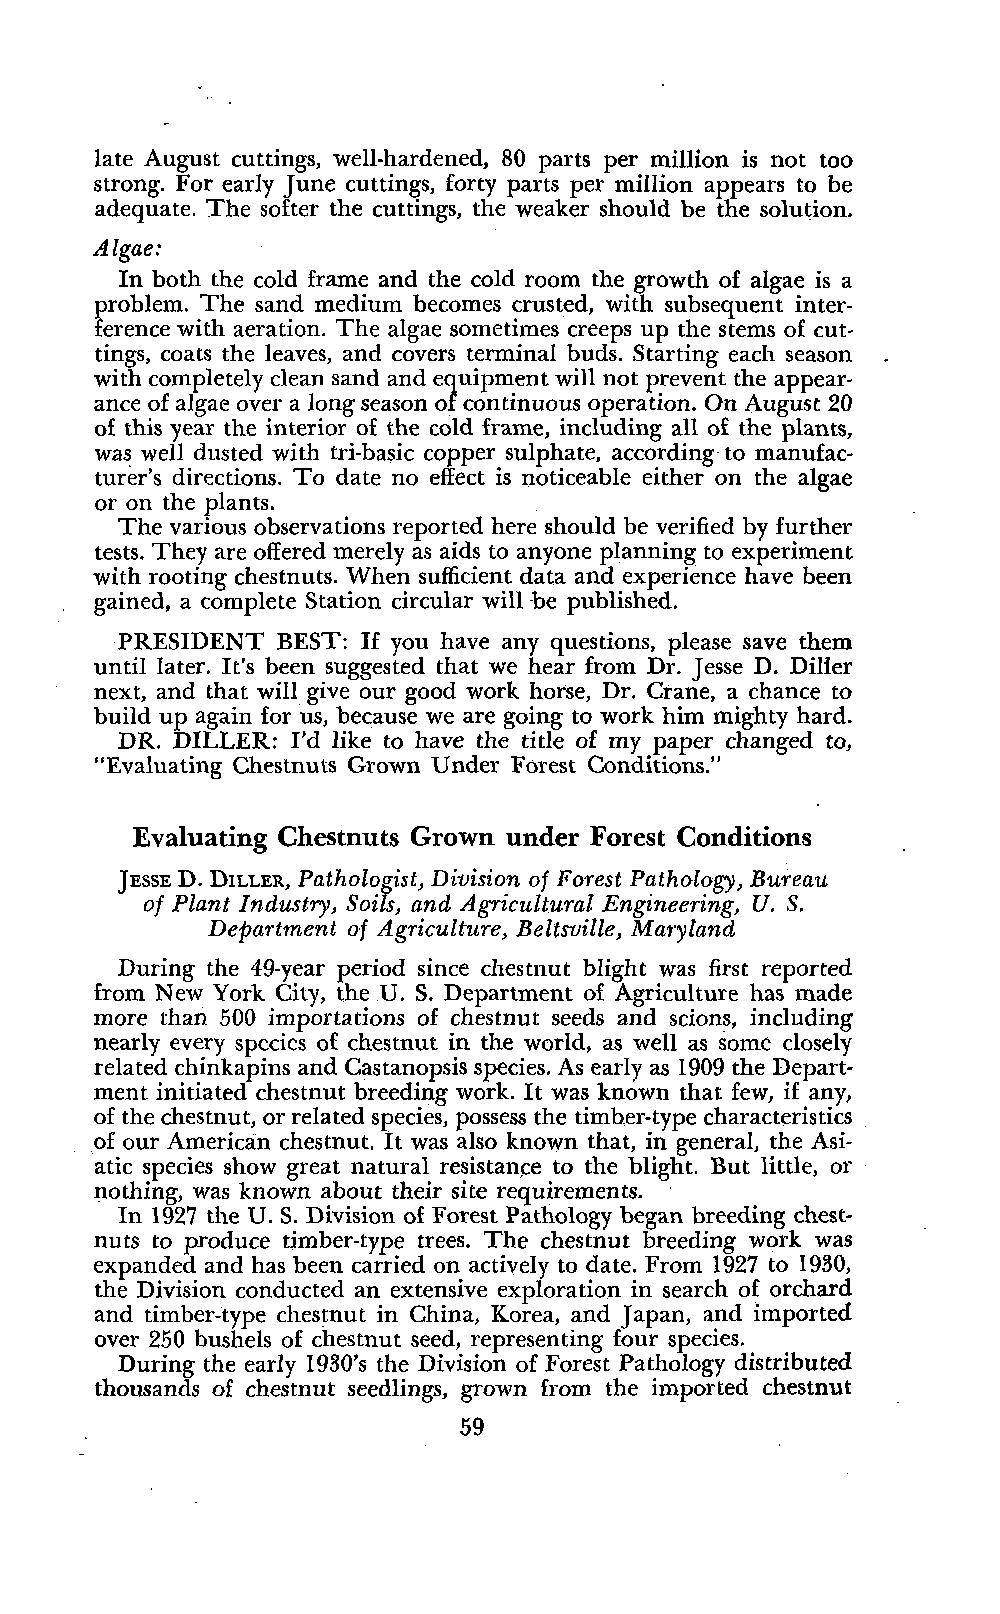 late August cuttings, well-hardened, 80 parts per million is not too
strong. For early June cuttings, forty parts per million appears to be
adequate. The softer the cuttings, the weaker should be the solution.
Algae:
In both the cold frame and the cold room the growth of algae is a
problem. The sand medium becomes crusted, with subsequent inter-
ference with aeration. The algae sometimes creeps up the stems of cut-
tings, coats the leaves, and covers terminal buds. Starting each season
with completely clean sand and equipment will not prevent the appear-
ance of algae over a long season of continuous operation. On August 20
of this year the interior of the cold frame, including all of the plants,
was well dusted with tri-basic copper sulphate, according to manufac-
turer's directions. To date no effect is noticeable either on the algae
or on the plants.
The various observations reported here should be verified by further
tests. They are offered merely as aids to anyone planning to experiment
with rooting chestnuts. When sufficient data and experience have been
gained, a complete Station circular will be published.
PRESIDENT BEST: If you have any questions, please save them
until later. It's been suggested that we hear from Dr. Jesse D. Diller
next, and that will give our good work horse, Dr. Crane, a chance to
build up again for us, because we are going to work him mighty hard.
DR. DILLER: I'd like to have the title of my paper changed to,
"Evaluating Chestnuts Grown Under Forest Conditions."
Evaluating Chestnuts Grown under Forest Conditions
JESSE D. DILLER, Pathologist, Division of Forest Pathology, Bureau
of Plant Industry, Soils, and Agricultural Engineering, U. S.
Department of Agriculture, Beltsville, Maryland
During the 49-year period since chestnut blight was first reported
from New York City, the U. S. Department of Agriculture has made
more than 500 importations of chestnut seeds and scions, including
nearly every species of chestnut in the world, as well as some closely
related chinkapins and Castanopsis species. As early as 1909 the Depart-
ment initiated chestnut breeding work. It was known that few, if any,
of the chestnut, or related species, possess the timber-type characteristics
of our American chestnut. It was also known that, in general, the Asi-
atic species show great natural resistance to the blight. But little, or
nothing, was known about their site requirements.
In 1927 the U. S. Division of Forest Pathology began breeding chest-
nuts to produce timber-type trees. The chestnut breeding work was
expanded and has been carried on actively to date. From 1927 to 1930,
the Division conducted an extensive exploration in search of orchard
and timber-type chestnut in China, Korea, and Japan, and imported
over 250 bushels of chestnut seed, representing four species.
During the early 1930's the Division of Forest Pathology distributed
thousands of chestnut seedlings, grown from the imported chestnut
59